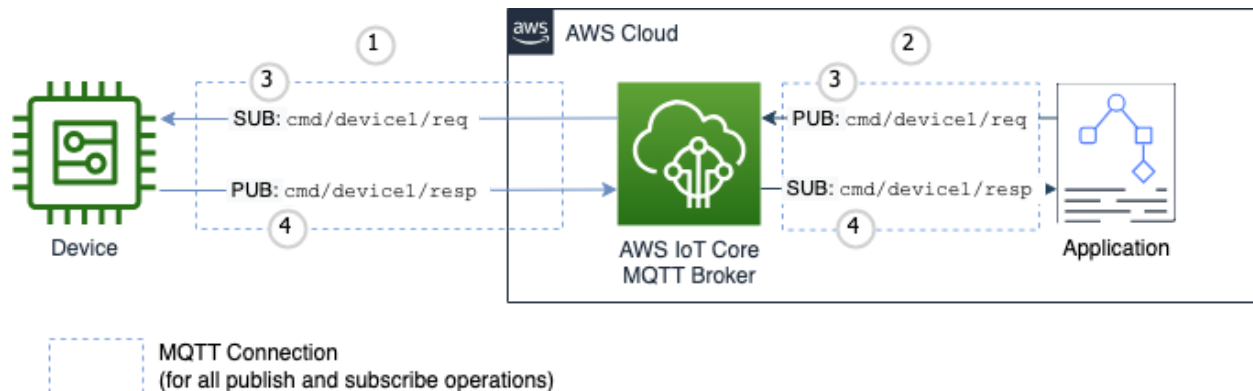 aws
AWS Cloud
1
2
3
3
SUB: cmd/device1/req
PUB: cmd/device1/req
PUB: cmd/device1/resp
SUB: cmd/device1/resp
4
4
Device
AWS IoT Core
MQTT Broker
Application
MQTT Connection
(for all publish and subscribe operations)